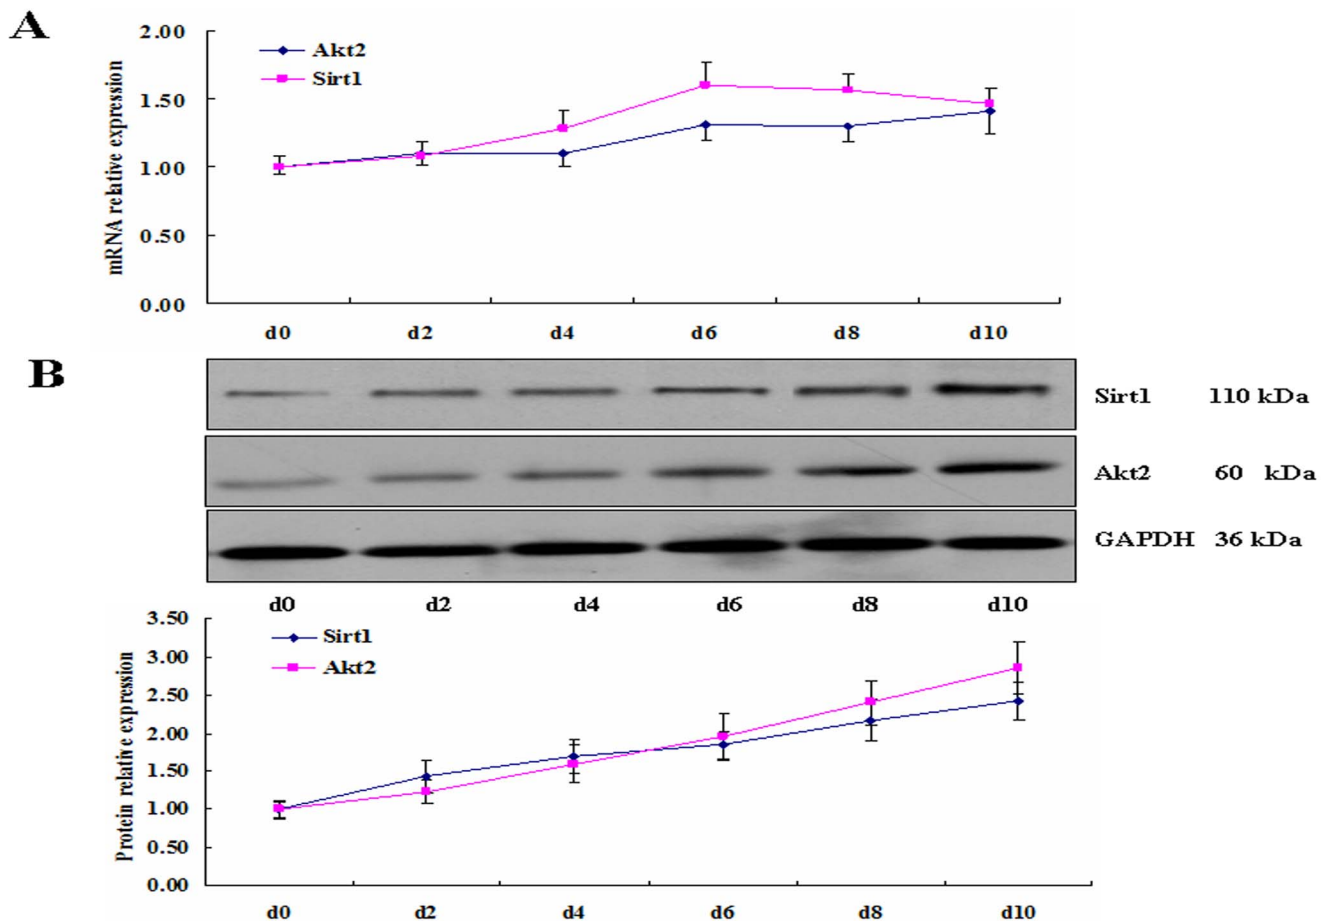 A
2.00
Akt2
Sirt1
1.50
1.00
0.50
0.00
mRNA relative expression
d0 d2 d4 d6 d8 d10
B
Sirt1 110 kDa
Akt2 60 kDa
GAPDH 36 kDa
d0 d2 d4 d6 d8 d10
3.50
Sirt1
3.00
Akt2
2.50
2.00
1.50
1.00
0.50
0.00
Protein relative expression
d0 d2 d4 d6 d8 d10